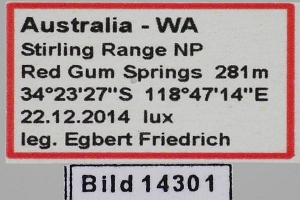 Australia - WA
Stirling Range NP
Red Gum Springs 281m
34°23'27"S 118°47'14"E
22.12.2014 lux
leg. Egbert Friedrich
Bild 14301